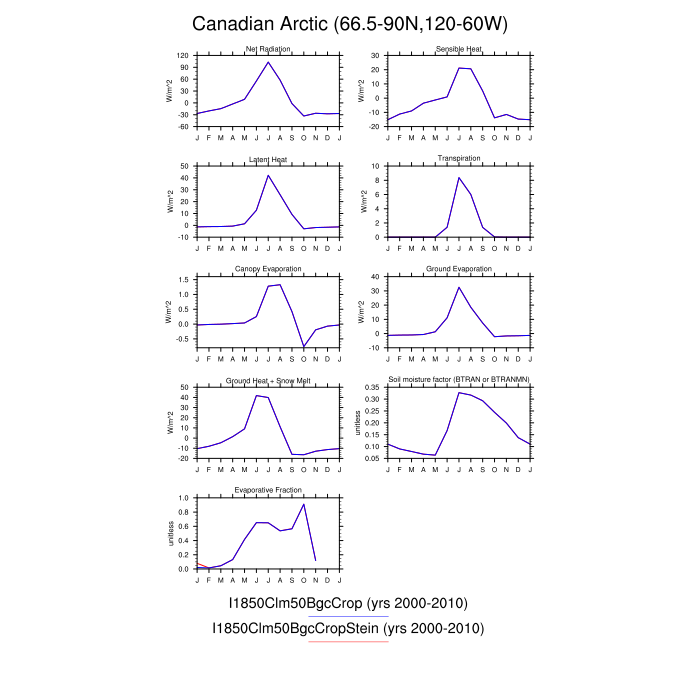 Canadian Arctic (66.5-90N,120-60W)
Net Radiation
W/m^2
120
90
60
30
0
-30
-60
J F M A M J J A S O N D J
Sensible Heat
W/m^2
30
20
10
0
-10
-20
J F M A M J J A S O N D J
Latent Heat
W/m^2
50
40
30
20
10
0
-10
J F M A M J J A S O N D J
Transpiration
W/m^2
10
8
6
4
2
0
J F M A M J J A S O N D J
Canopy Evaporation
W/m^2
1.5
1.0
0.5
0.0
-0.5
J F M A M J J A S O N D J
Ground Evaporation
W/m^2
40
30
20
10
0
-10
J F M A M J J A S O N D J
Ground Heat + Snow Melt
W/m^2
50
40
30
20
10
0
-10
-20
J F M A M J J A S O N D J
Soil moisture factor (BTRAN or BTRANMN)
unitless
0.35
0.30
0.25
0.20
0.15
0.10
0.05
J F M A M J J A S O N D J
Evaporative Fraction
unitless
1.0
0.8
0.6
0.4
0.2
0.0
J F M A M J J A S O N D J
I1850Clm50BgcCrop (yrs 2000-2010)
I1850Clm50BgcCropStein (yrs 2000-2010)